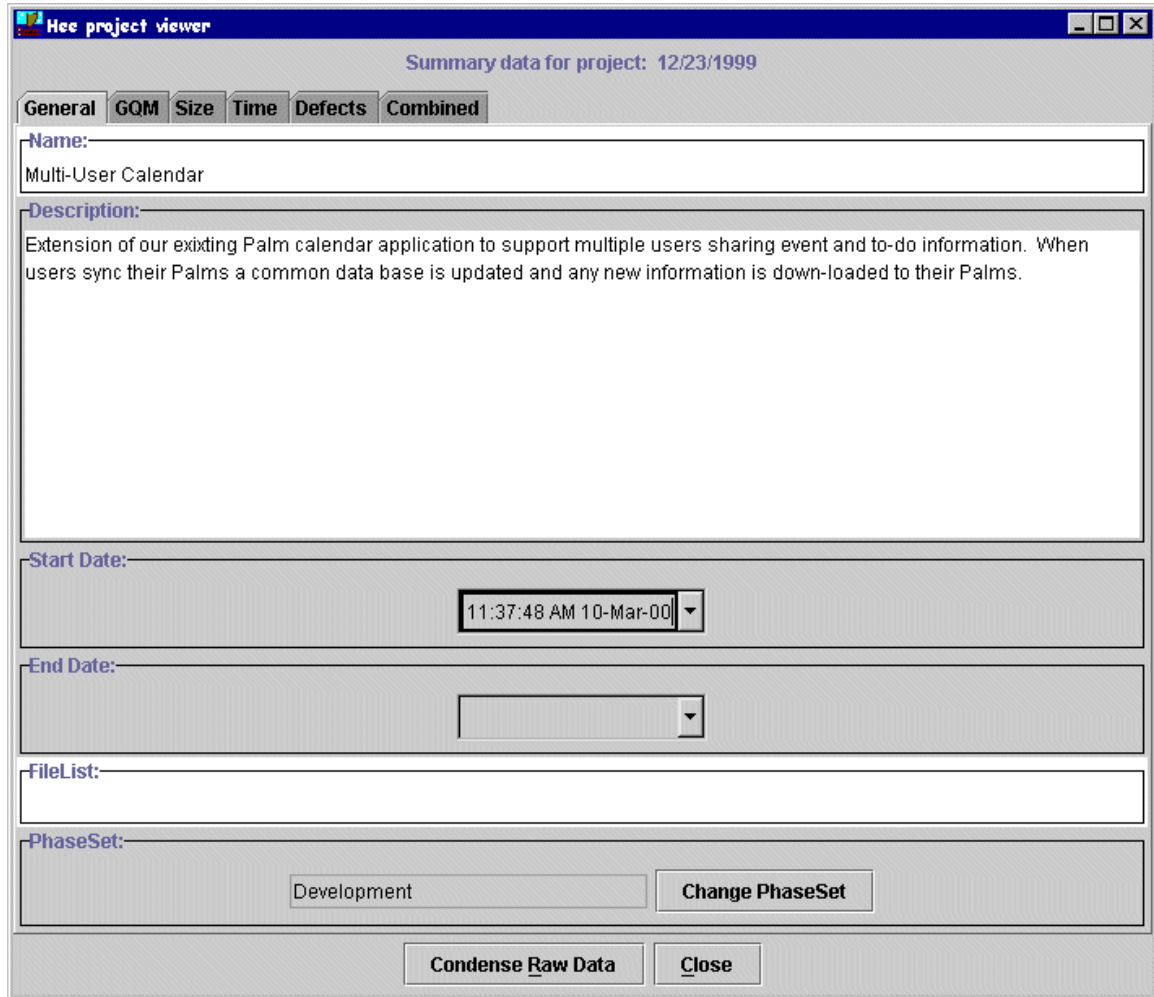 Hee project viewer
Summary data for project: 12/23/1999
General GQM Size Time Defects Combined
Name:
Multi-User Calendar
Description:
Extension of our exixting Palm calendar application to support multiple users sharing event and to-do information. When
users sync their Palms a common data base is updated and any new information is down-loaded to their Palms.
Start Date:
11:37:48 AM 10-Mar-00
End Date:
FileList:
PhaseSet:
Development Change PhaseSet
Condense Raw Data Close